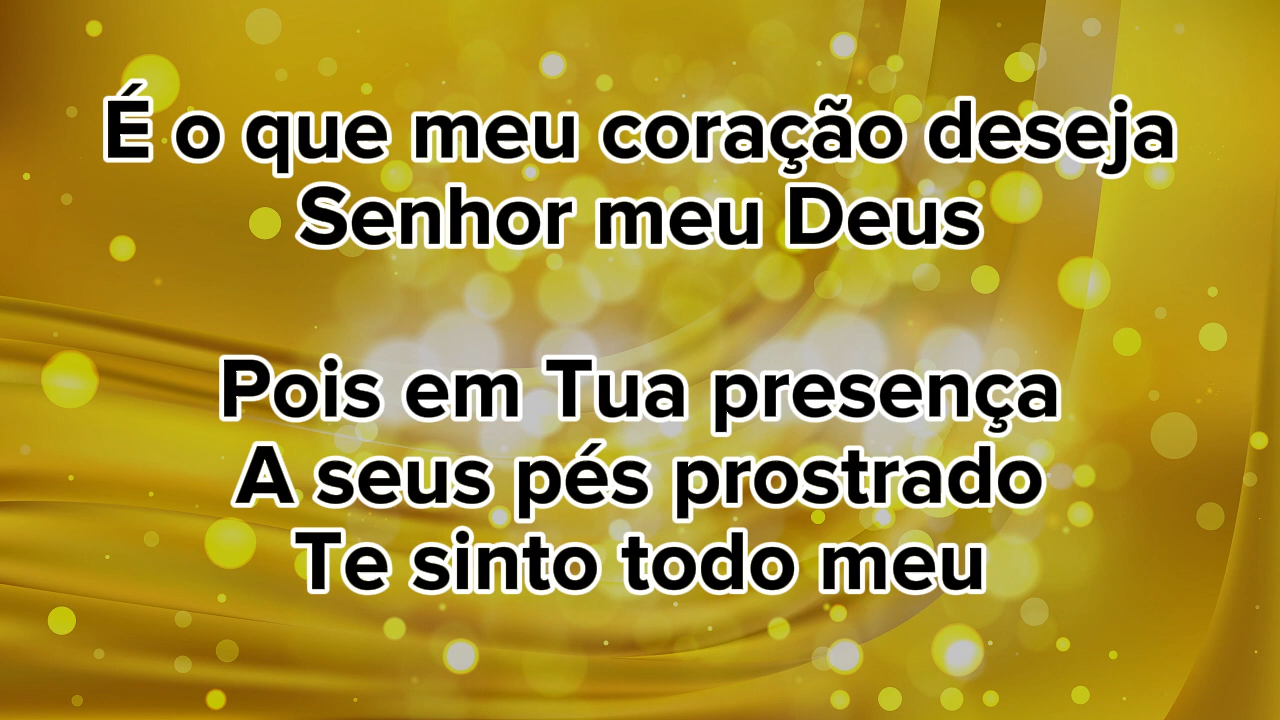 É o que meu coração deseja
Senhor meu Deus
Pois em Tua presença
A seus pés prostrado
Te sinto todo meu